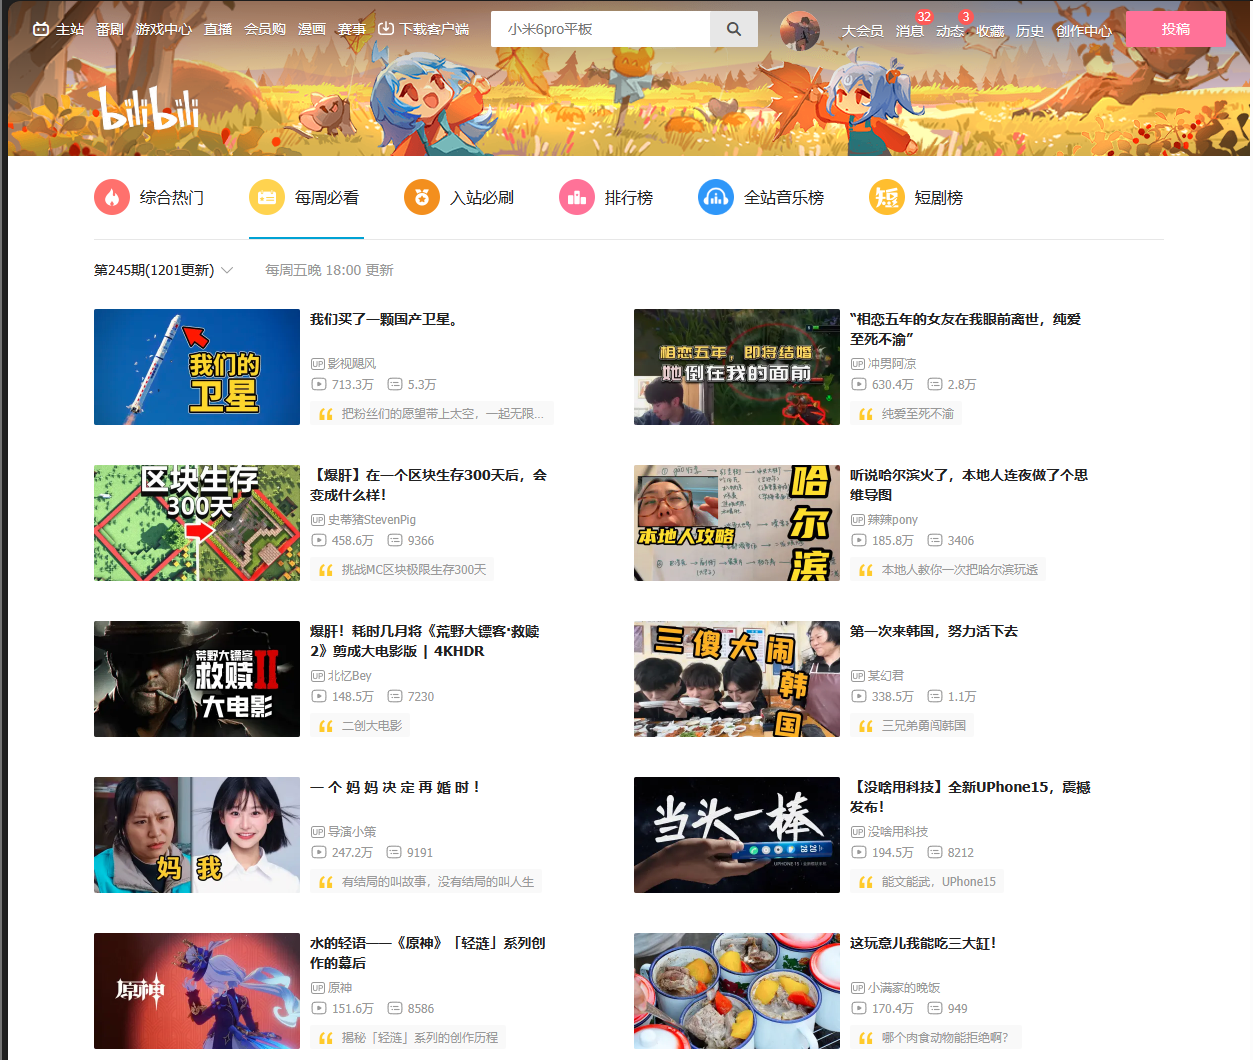 主站 番剧 游戏中心 直播 会员购 漫画 赛事 下载客户端 小米6pro平板 大会员 消息 32 动态 3 收藏 历史 创作中心 投稿
bilibili
综合热门 每周必看 入站必刷 排行榜 全站音乐榜 短 短剧榜
第245期(1201更新) 每周五晚 18:00 更新
我们的
卫星
我们买了一颗国产卫星。
UP 影视飓风
713.3万 5.3万
把粉丝们的愿望带上太空，一起无限...
相恋五年，即将结婚
她倒在我的面前
“相恋五年的女友在我眼前离世，纯爱
至死不渝”
UP 冲男阿凉
630.4万 2.8万
纯爱至死不渝
区块生存
300天
【爆肝】在一个区块生存300天后，会
变成什么样！
UP 史蒂猪StevenPig
458.6万 9366
挑战MC区块极限生存300天
本地人攻略
哈
尔
滨
听说哈尔滨火了，本地人连夜做了个思
维导图
UP 辣辣pony
185.8万 3406
本地人教你一次把哈尔滨玩透
荒野大镖客
救赎II
大电影
爆肝！耗时几月将《荒野大镖客·救赎
2》剪成大电影版 | 4KHDR
UP 北忆Bey
148.5万 7230
二创大电影
三傻大闹
韩
国
第一次来韩国，努力活下去
UP 某幻君
338.5万 1.1万
三兄弟勇闯韩国
妈 我
一 个 妈 妈 决 定 再 婚 时 ！
UP 导演小策
247.2万 9191
有结局的叫故事，没有结局的叫人生
当头一棒
【没啥用科技】全新UPhone15，震撼
发布！
UP 没啥用科技
194.5万 8212
能文能武，UPhone15
原神
水的轻语——《原神》「轻涟」系列创
作的幕后
UP 原神
151.6万 8586
揭秘「轻涟」系列的创作历程
这玩意儿我能吃三大缸！
UP 小满家的晚饭
170.4万 949
哪个肉食动物能拒绝啊？